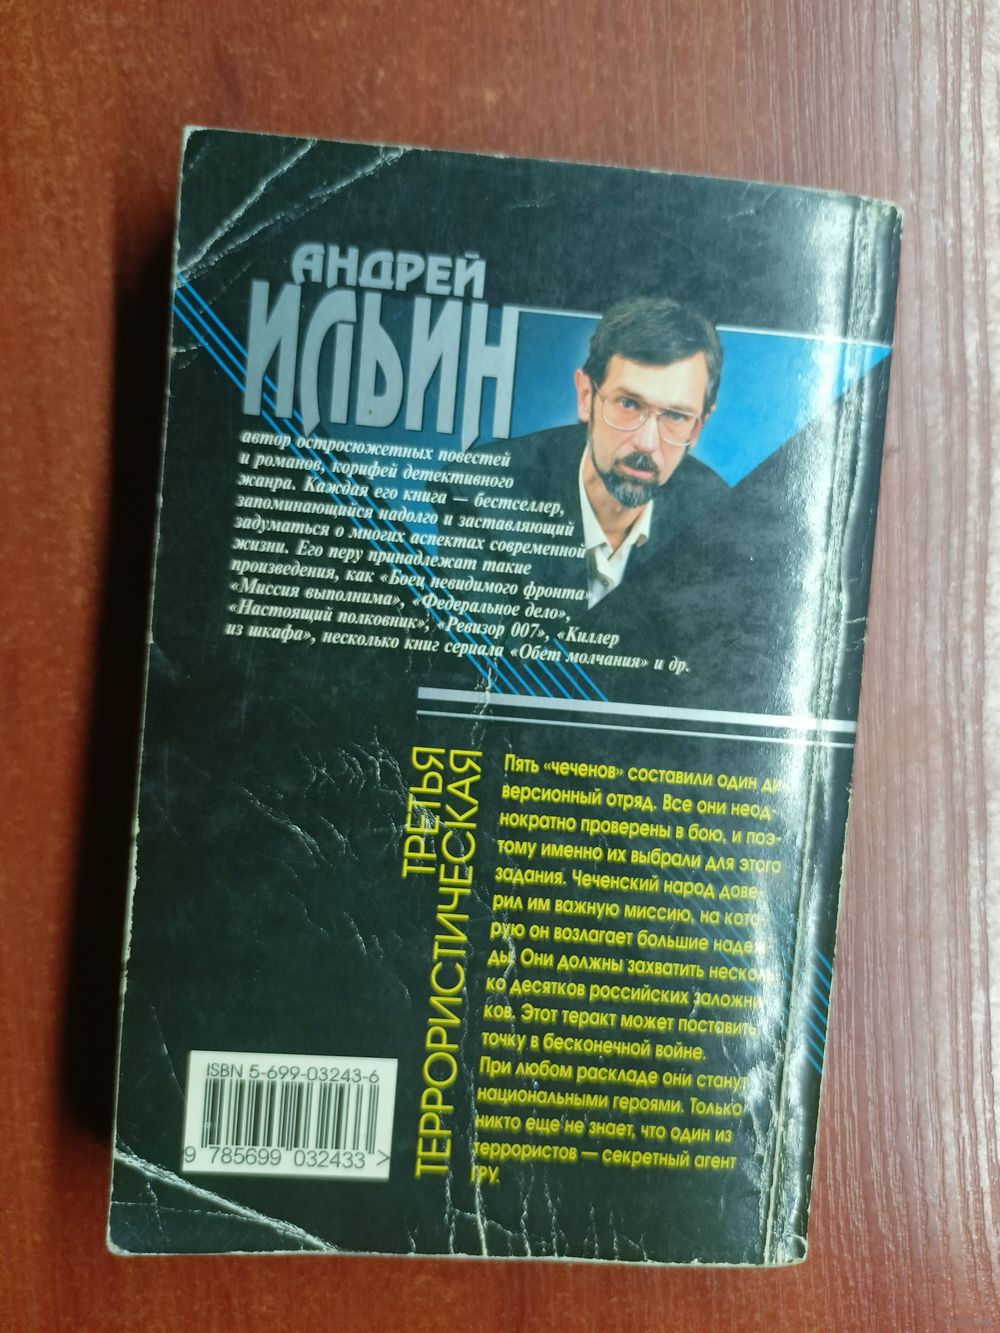 АНДРЕЙ
ИЛЬИН
автор остросюжетных повестей
и романов, корифей детективного
жанра. Каждая его книга — бестселлер,
запоминающийся надолго и заставляющий
задуматься о многих аспектах современной
жизни. Его перу принадлежат такие
произведения, как «Боец невидимого фронта»
«Миссия выполнима», «Федеральное дело»,
«Настоящий полковник», «Ревизор 007», «Киллер
из шкафа», несколько книг сериала «Обет молчания» и др.
ТРЕТЬЯ
ТЕРРОРИСТИЧЕСКАЯ
Пять «чеченов» составили один ди-
версионный отряд. Все они неод-
нократно проверены в бою, и поэ-
тому именно их выбрали для этого
задания. Чеченский народ дове-
рил им важную миссию, на кото-
рую он возлагает большие надеж-
ды. Они должны захватить несколь-
ко десятков российских заложни-
ков. Этот теракт может поставить
точку в бесконечной войне.
При любом раскладе они станут
национальными героями. Только
никто еще не знает, что один из
террористов — секретный агент
ГРУ.
ISBN 5-699-03243-6
9 785699 032433 >